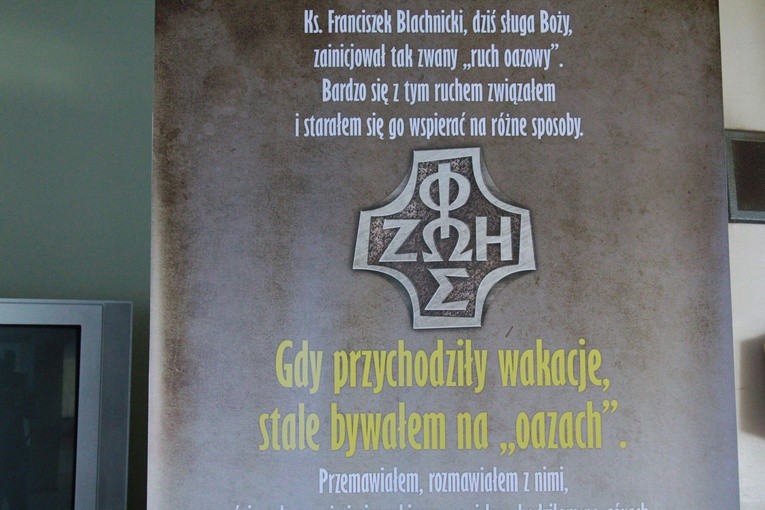 Ks. Franciszek Blachnicki, dziś sługa Boży,
zainicjował tak zwany „ruch oazowy”.
Bardzo się z tym ruchem związałem
i starałem się go wspierać na różne sposoby.
Φ
ΖΩΗ
Σ
Gdy przychodziły wakacje,
stale bywałem na „oazach”.
Przemawiałem, rozmawiałem z nimi,